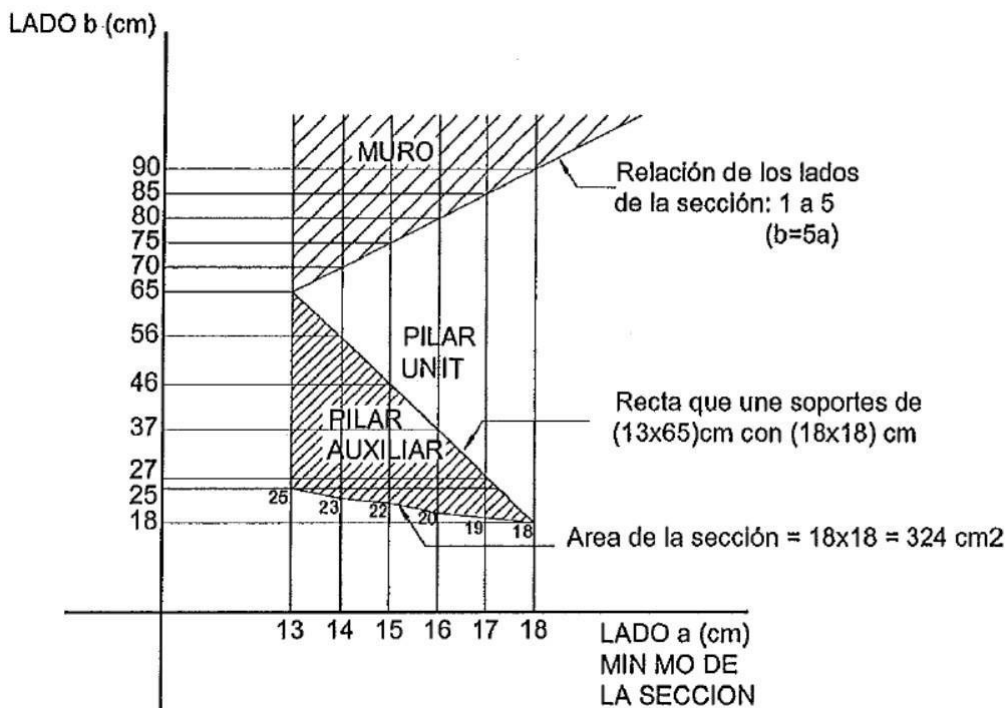 LADO b (cm)
MURO
90
85
80
75
70
65
56
46
37
27
25
18
Relación de los lados
de la sección: 1 a 5
(b=5a)
PILAR
UNIT
PILAR
AUXILIAR
Recta que une soportes de
(13x65)cm con (18x18) cm
25
23
22
20
19
18
Area de la sección = 18x18 = 324 cm2
13 14 15 16 17 18
LADO a (cm)
MIN MO DE
LA SECCION